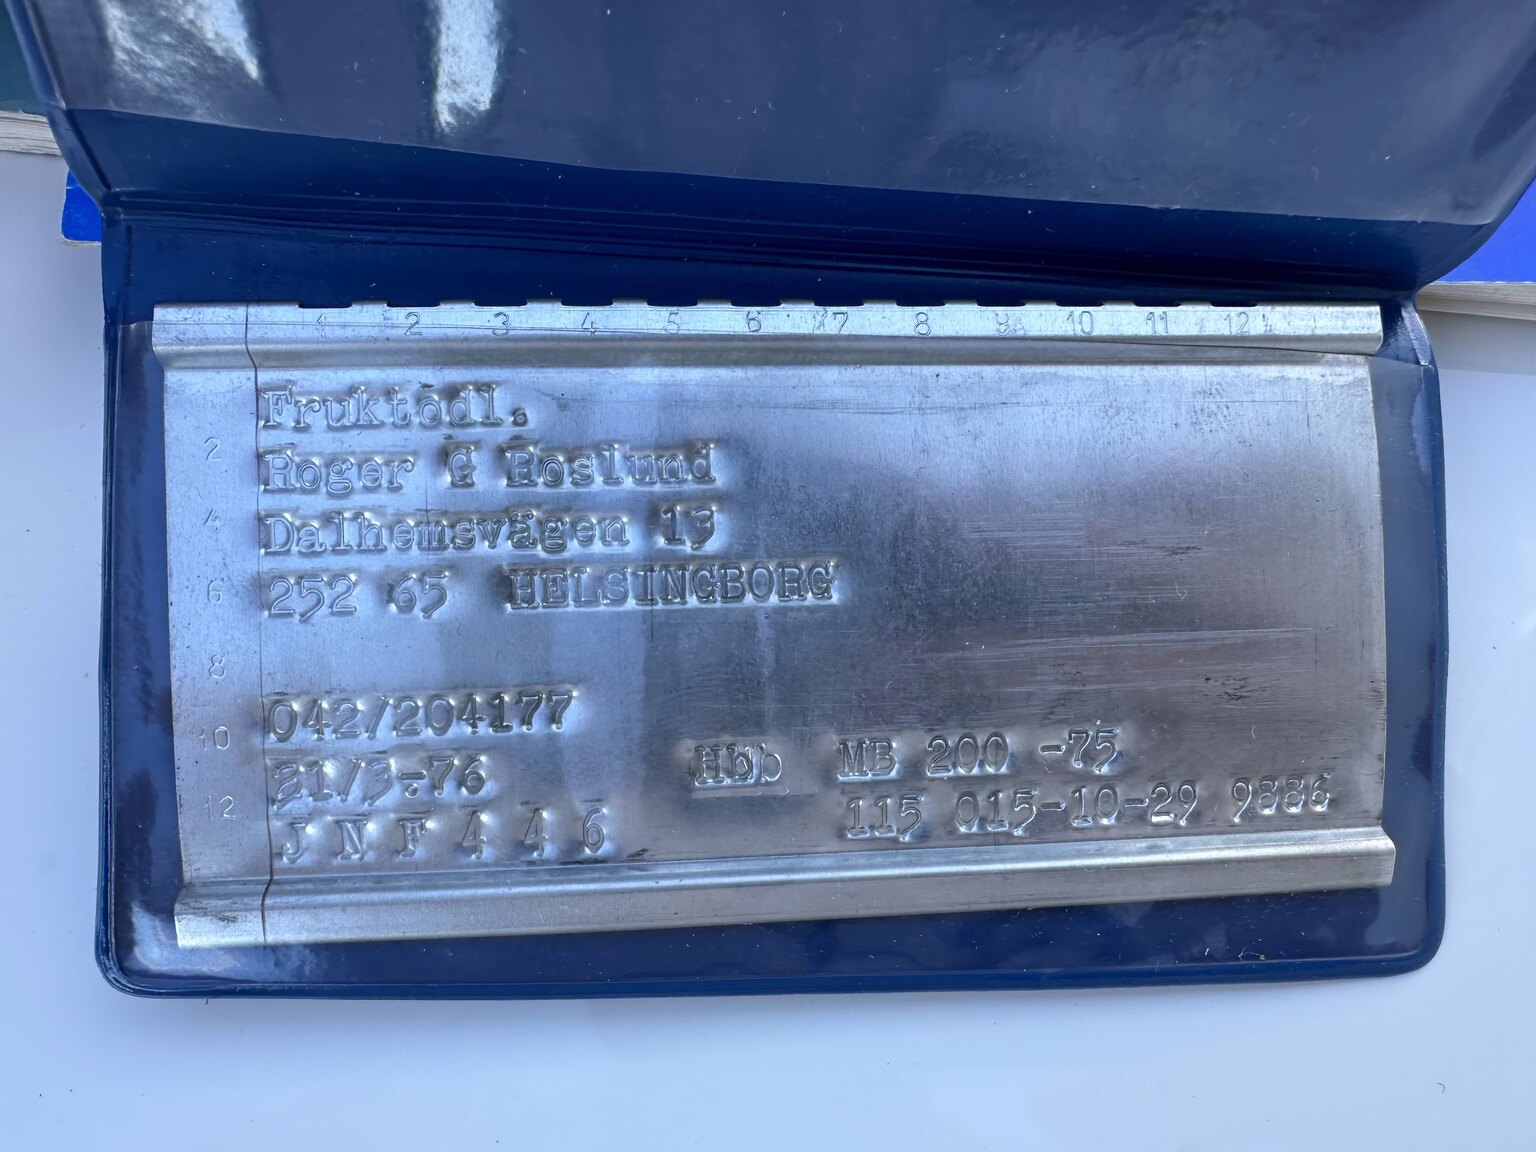 1 2 3 4 5 6 7 8 9 10 11 12
Fruktodl.
2
Roger G Roslund
4
Dalhemsvägen 13
6
252 65 HELSINGBORG
8
042/204177
10
31/3-76 Hbb MB 200 -75
12
J N F 4 4 6 115 015-10-29 9886